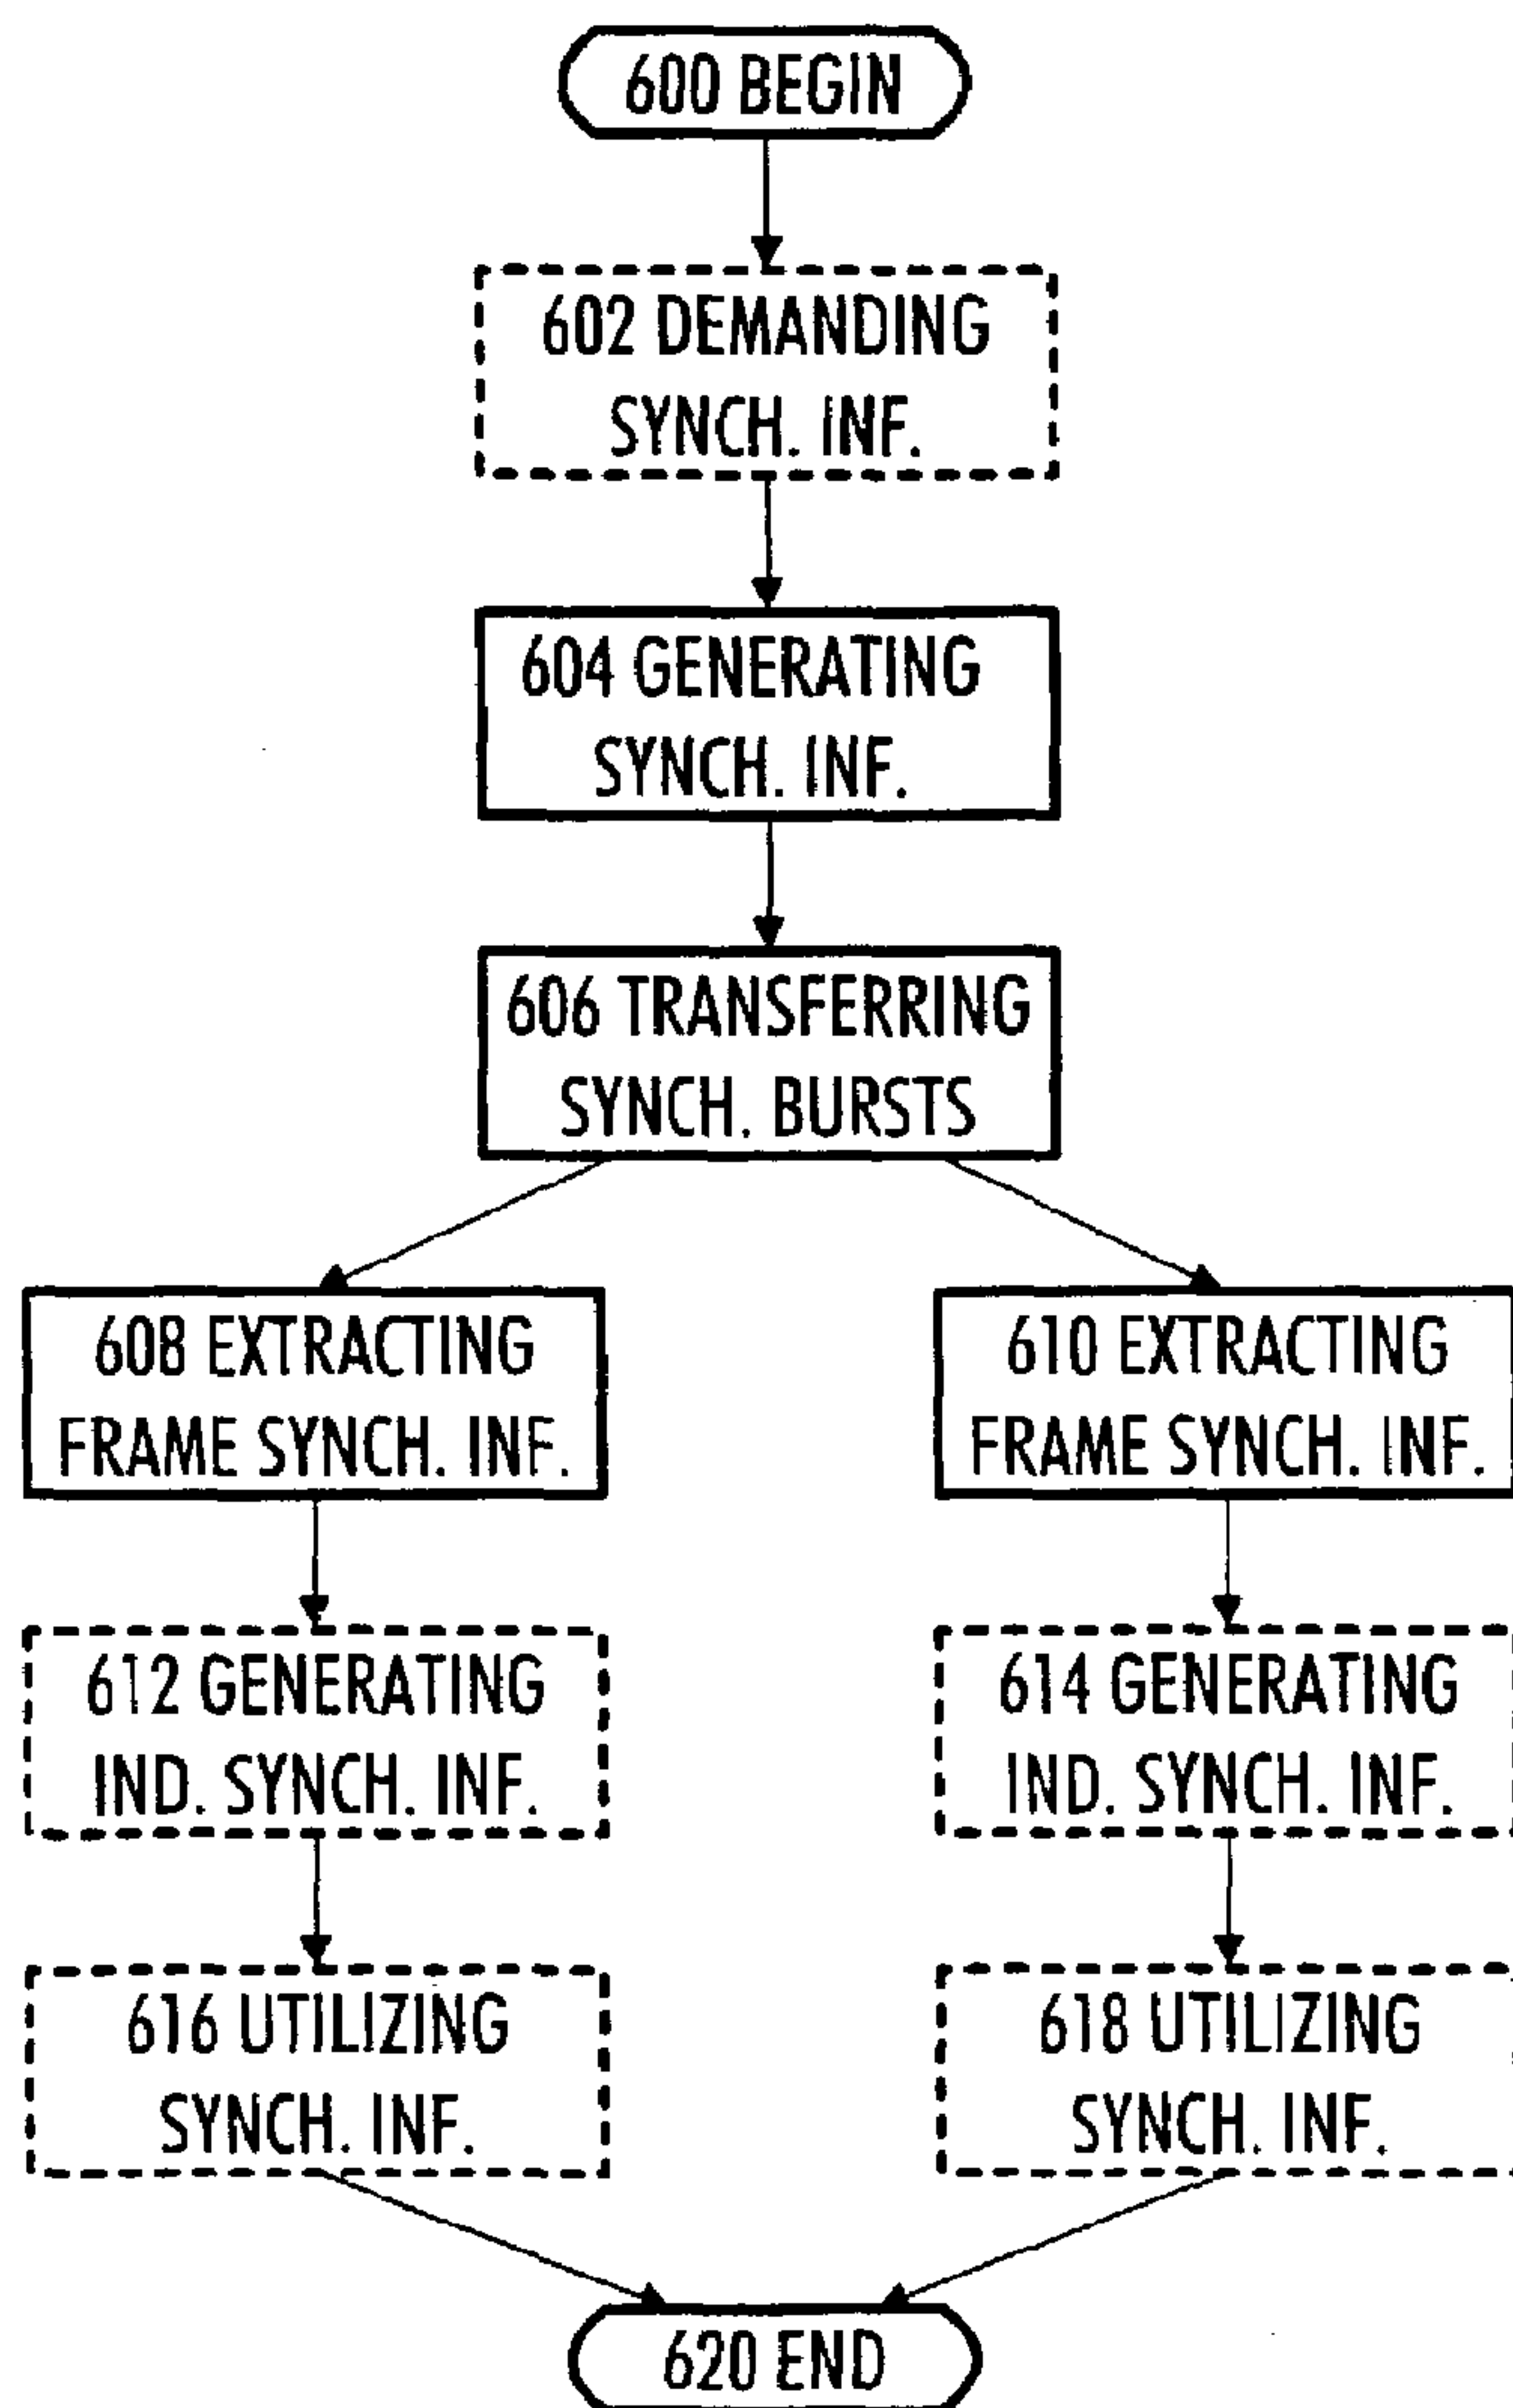 600 BEGIN
602 DEMANDING
SYNCH. INF.
604 GENERATING
SYNCH. INF.
606 TRANSFERRING
SYNCH. BURSTS
608 EXTRACTING
FRAME SYNCH. INF.
610 EXTRACTING
FRAME SYNCH. INF.
612 GENERATING
IND. SYNCH. INF.
614 GENERATING
IND. SYNCH. INF.
616 UTILIZING
SYNCH. INF.
618 UTILIZING
SYNCH. INF.
620 END